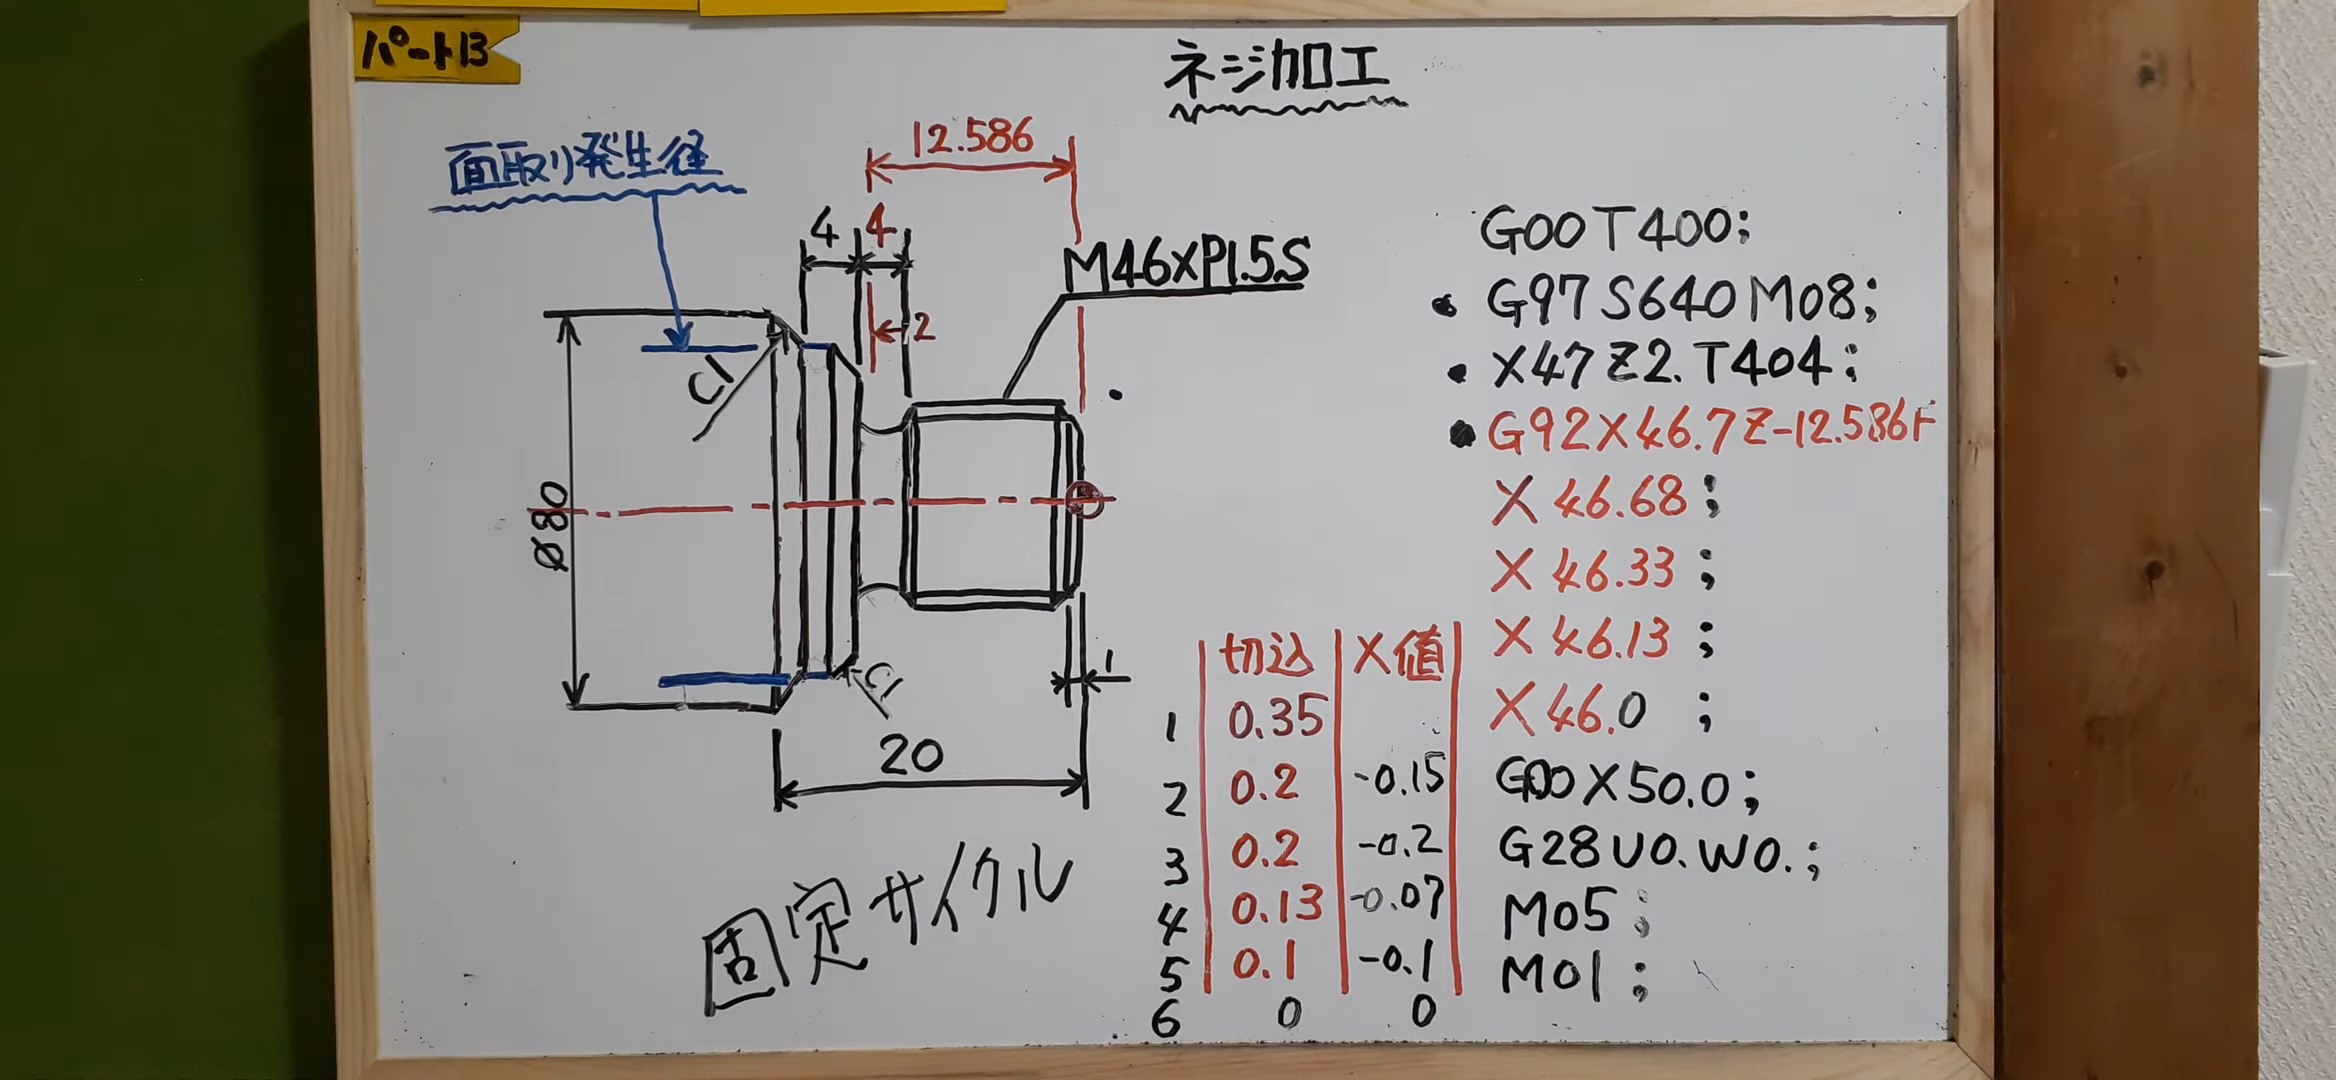 パート13
ネジ加工
面取り発生径
12.586
4 4
2
M46×P1.5S
C1
ø80
C1
1
20
固定サイクル
切込 X値
1 0.35
2 0.2 -0.15
3 0.2 -0.2
4 0.13 -0.07
5 0.1 -0.1
6 0 0
G00T400;
G97S640M08;
X47Z2.T404;
G92X46.7Z-12.586F
X46.68;
X46.33;
X46.13;
X46.0;
G00X50.0;
G28U0.W0.;
M05;
M01;